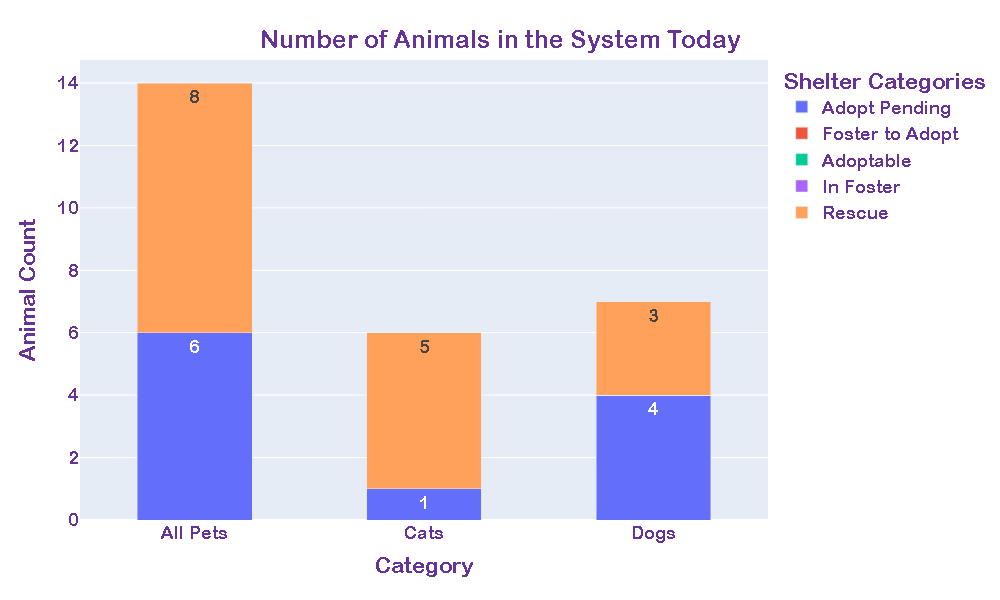 Number of Animals in the System Today
Shelter Categories
Adopt Pending
Foster to Adopt
Adoptable
In Foster
Rescue
Animal Count
14
12
10
8
6
4
2
0
8
6
5
1
3
4
All Pets
Cats
Dogs
Category